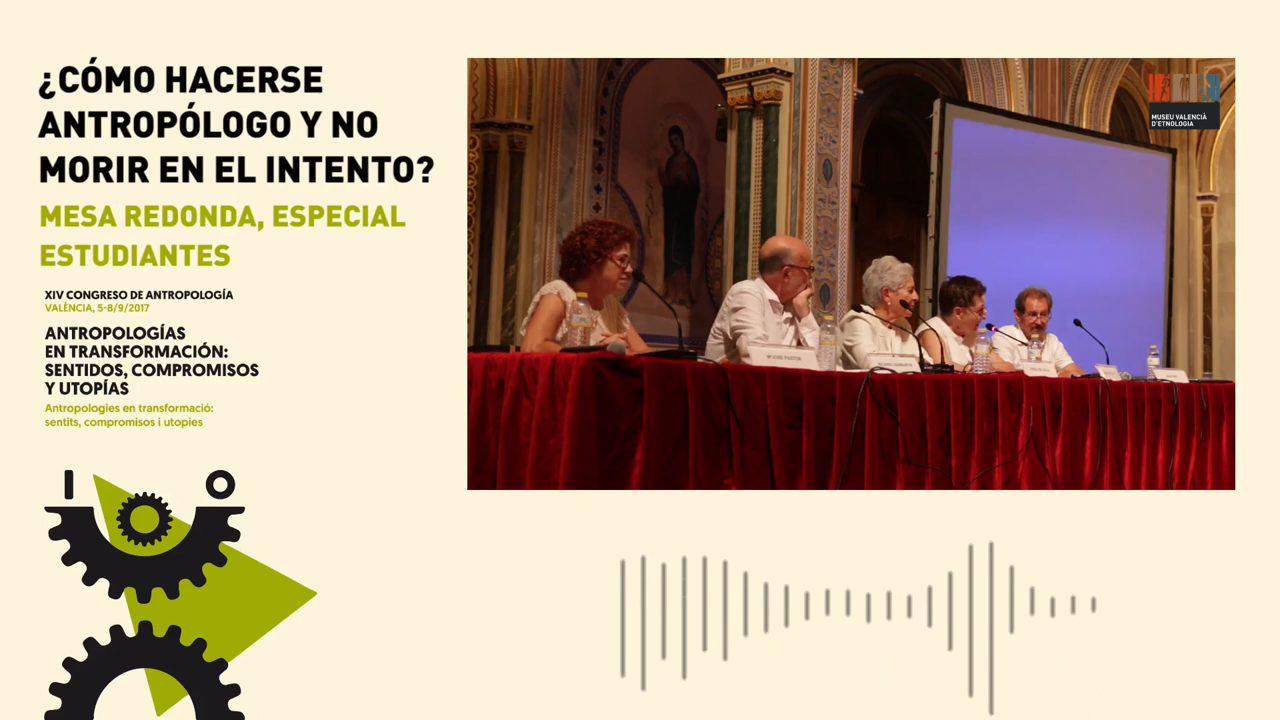 ¿CÓMO HACERSE
ANTROPÓLOGO Y NO
MORIR EN EL INTENTO?
MESA REDONDA, ESPECIAL
ESTUDIANTES
XIV CONGRESO DE ANTROPOLOGÍA
VALÈNCIA, 5-8/9/2017
ANTROPOLOGÍAS
EN TRANSFORMACIÓN:
SENTIDOS, COMPROMISOS
Y UTOPÍAS
Antropologies en transformació:
sentits, compromisos i utopies
MUSEU VALENCIÀ
D'ETNOLOGIA